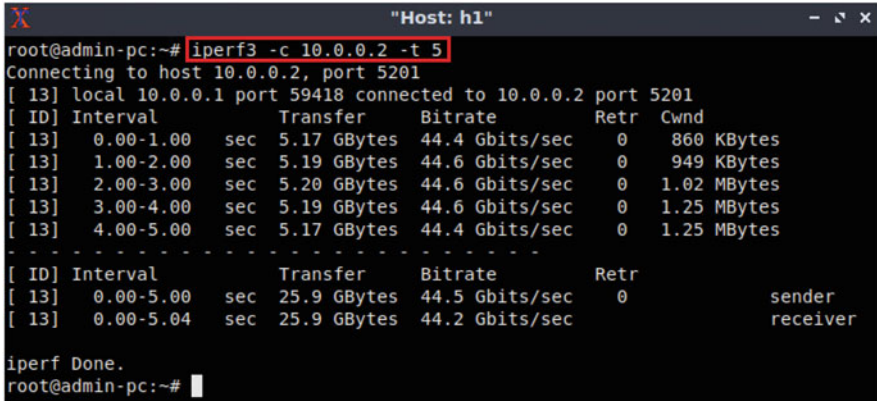 X "Host: h1"
root@admin-pc:~# iperf3 -c 10.0.0.2 -t 5
Connecting to host 10.0.0.2, port 5201
[ 13] local 10.0.0.1 port 59418 connected to 10.0.0.2 port 5201
[ ID] Interval Transfer Bitrate Retr Cwnd
[ 13] 0.00-1.00 sec 5.17 GBytes 44.4 Gbits/sec 0 860 KBytes
[ 13] 1.00-2.00 sec 5.19 GBytes 44.6 Gbits/sec 0 949 KBytes
[ 13] 2.00-3.00 sec 5.20 GBytes 44.6 Gbits/sec 0 1.02 MBytes
[ 13] 3.00-4.00 sec 5.19 GBytes 44.6 Gbits/sec 0 1.25 MBytes
[ 13] 4.00-5.00 sec 5.17 GBytes 44.4 Gbits/sec 0 1.25 MBytes
- - - - - - - - - - - - - - - - - - - - - - - - -
[ ID] Interval Transfer Bitrate Retr
[ 13] 0.00-5.00 sec 25.9 GBytes 44.5 Gbits/sec 0 sender
[ 13] 0.00-5.04 sec 25.9 GBytes 44.2 Gbits/sec receiver
iperf Done.
root@admin-pc:~#